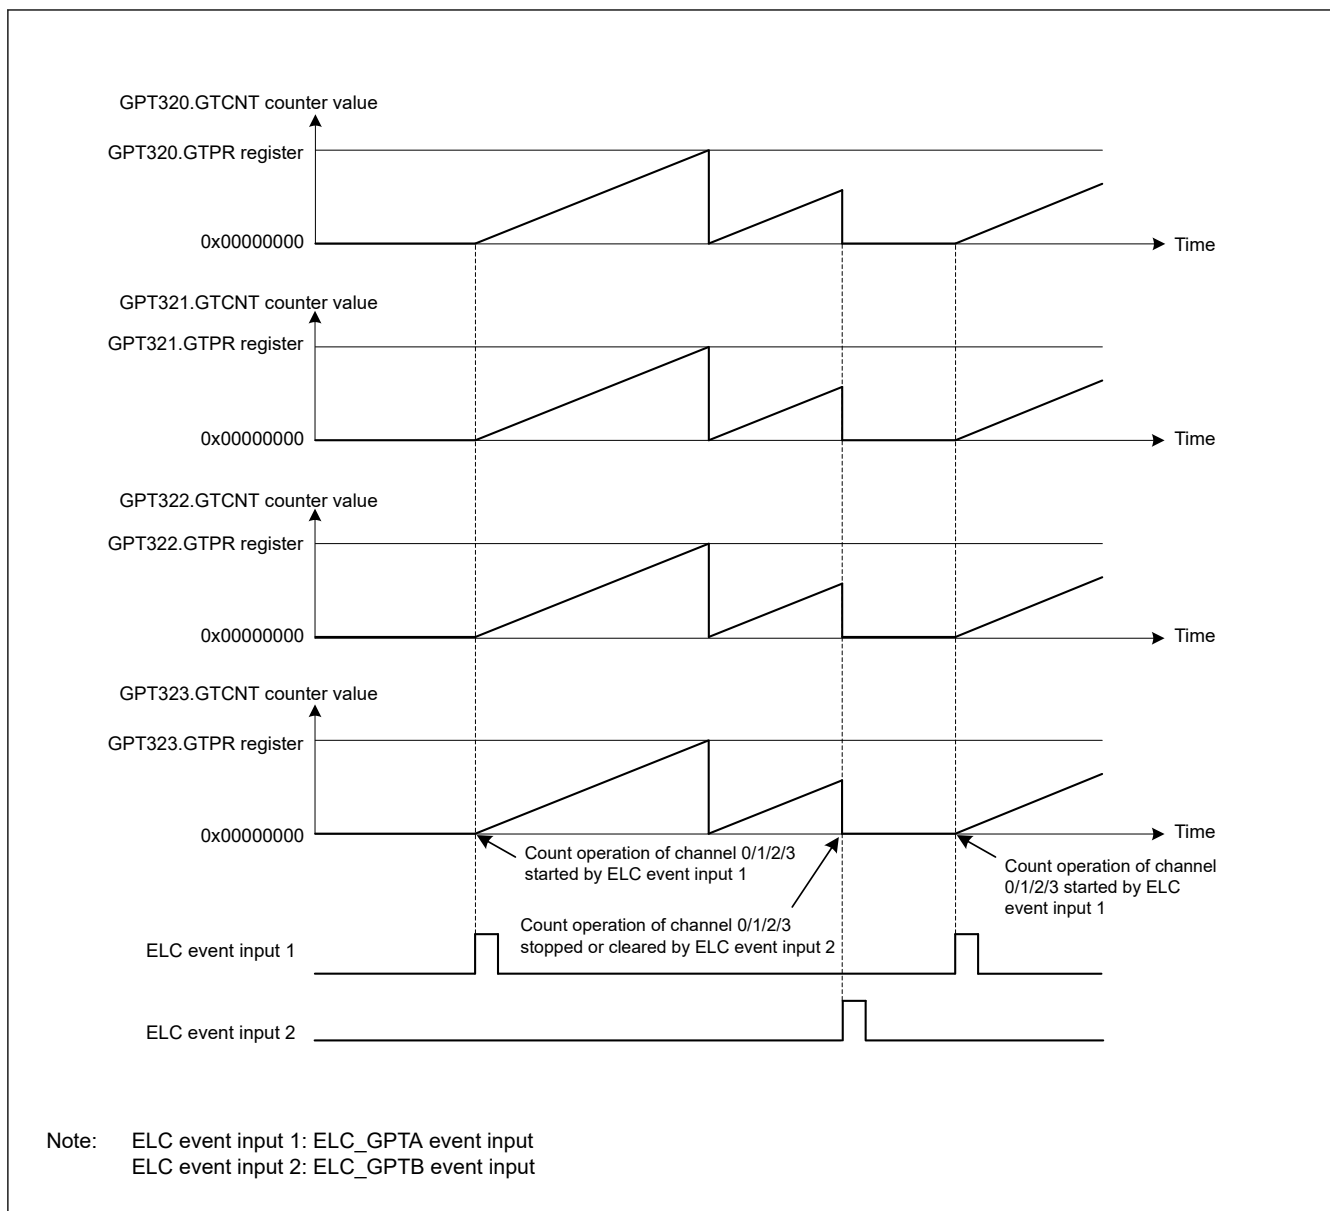 GPT320.GTCNT counter value
GPT320.GTPR register
0x00000000
Time
GPT321.GTCNT counter value
GPT321.GTPR register
0x00000000
Time
GPT322.GTCNT counter value
GPT322.GTPR register
0x00000000
Time
GPT323.GTCNT counter value
GPT323.GTPR register
0x00000000
Time
Count operation of channel 0/1/2/3
started by ELC event input 1
Count operation of channel
0/1/2/3 started by ELC
event input 1
Count operation of channel 0/1/2/3
stopped or cleared by ELC event input 2
ELC event input 1
ELC event input 2
Note: ELC event input 1: ELC_GPTA event input
ELC event input 2: ELC_GPTB event input